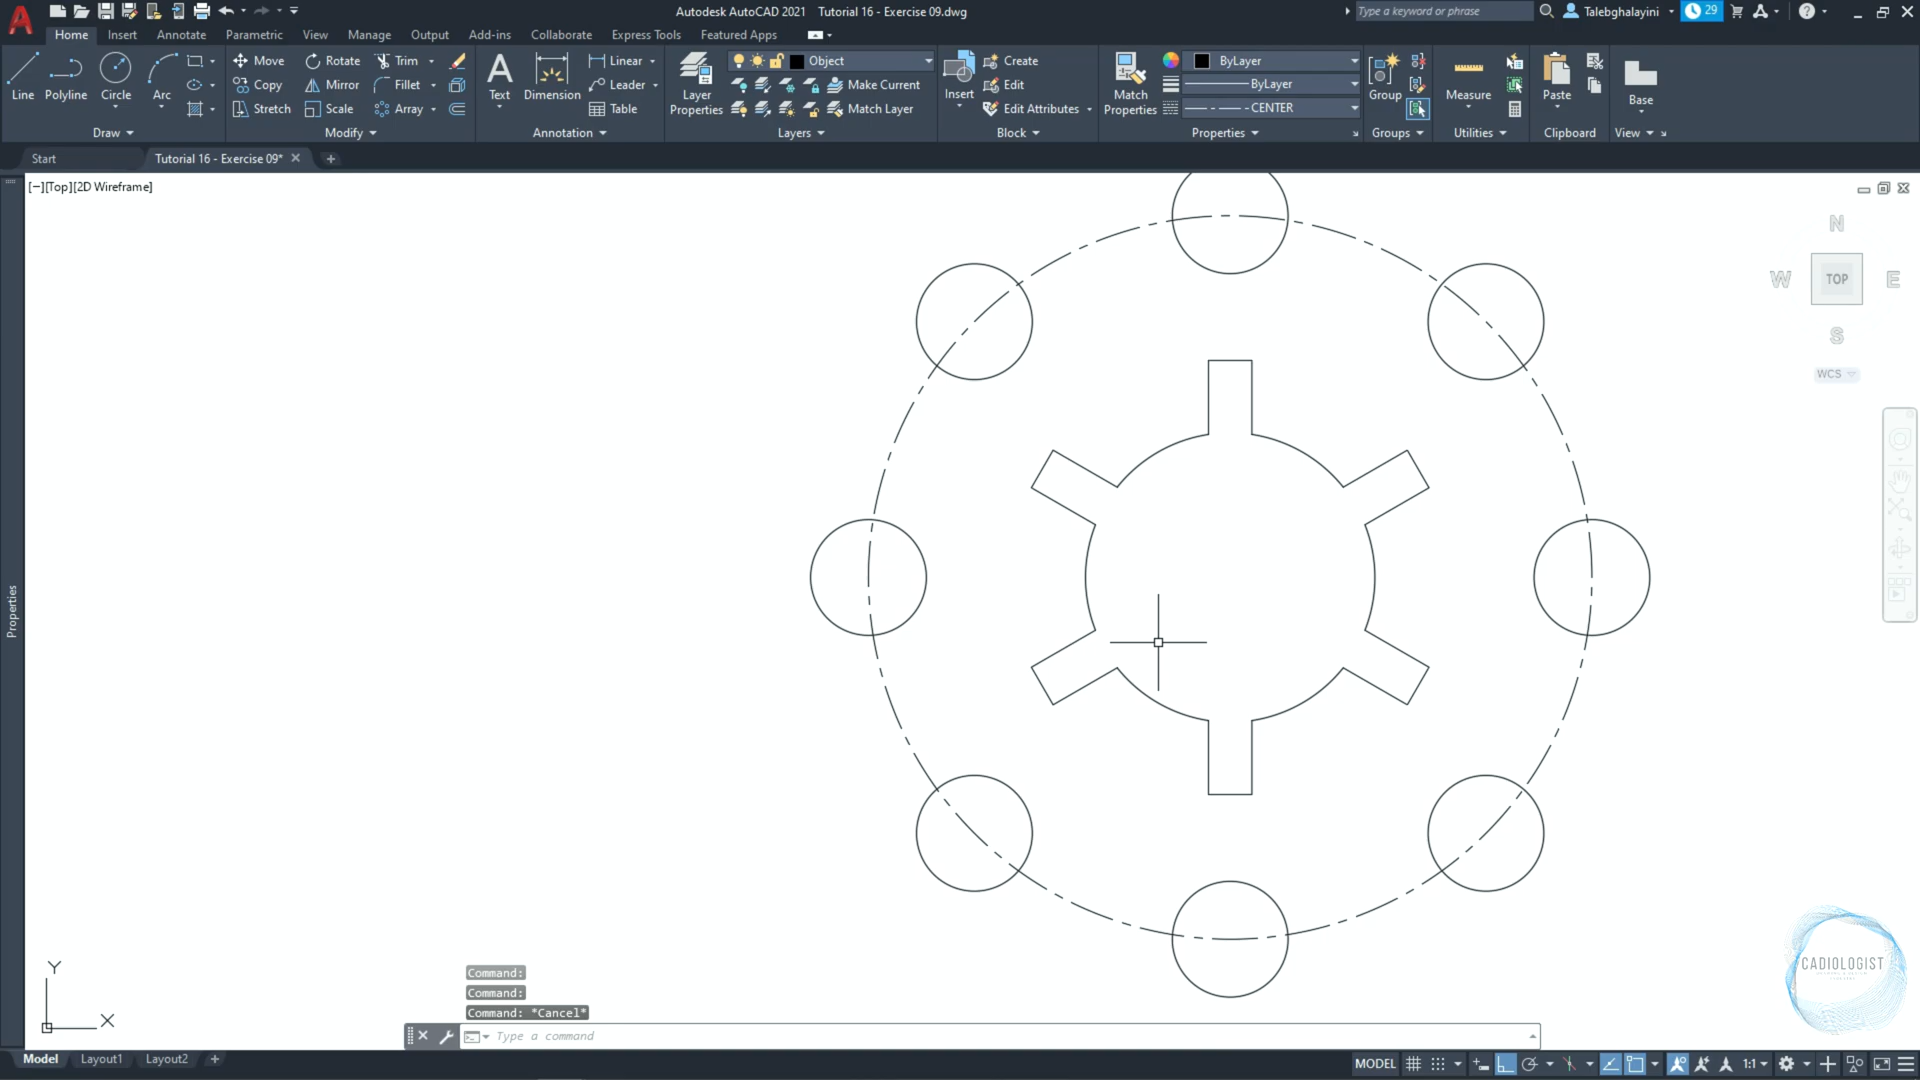 Autodesk AutoCAD 2021 Tutorial 16 - Exercise 09.dwg
Type a keyword or phrase
Talebghalayini
29
Home Insert Annotate Parametric View Manage Output Add-ins Collaborate Express Tools Featured Apps
Line Polyline Circle Arc
Draw
Move Rotate Trim
Copy Mirror Fillet
Stretch Scale Array
Modify
Text Dimension
Linear
Leader
Table
Annotation
Layer Properties
Object
Make Current
Match Layer
Layers
Insert
Create
Edit
Edit Attributes
Block
Match Properties
ByLayer
ByLayer
CENTER
Properties
Group
Groups
Measure
Utilities
Paste
Clipboard
Base
View
Start
Tutorial 16 - Exercise 09*
[−][Top][2D Wireframe]
N
W TOP E
S
WCS
Properties
Y
X
Command:
Command:
Command: *Cancel*
Type a command
CADIOLOGIST
Model Layout1 Layout2
MODEL
1:1